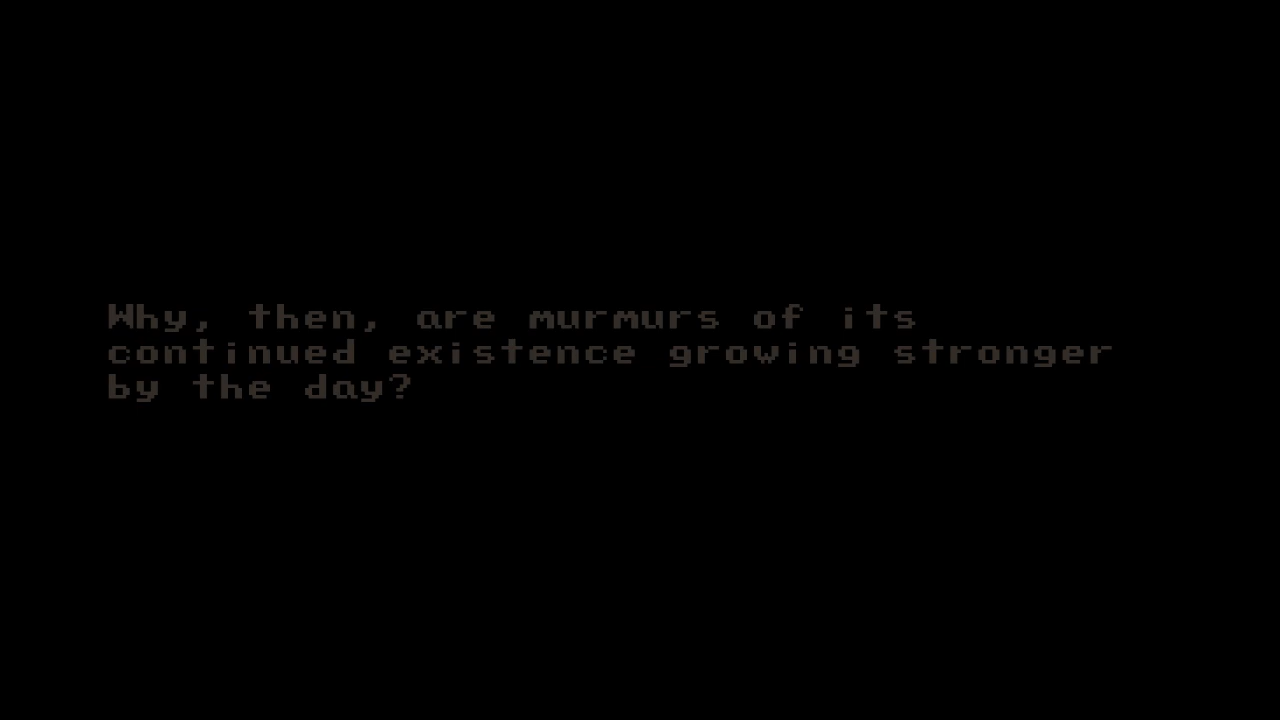 Why, then, are murmurs of its
continued existence growing stronger
by the day?